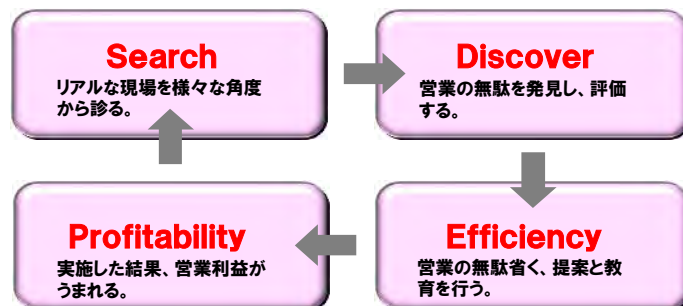 Search
リアルな現場を様々な角度
から診る。
Discover
営業の無駄を発見し、評価
する。
Profitability
実施した結果、営業利益が
うまれる。
Efficiency
営業の無駄省く、提案と教
育を行う。